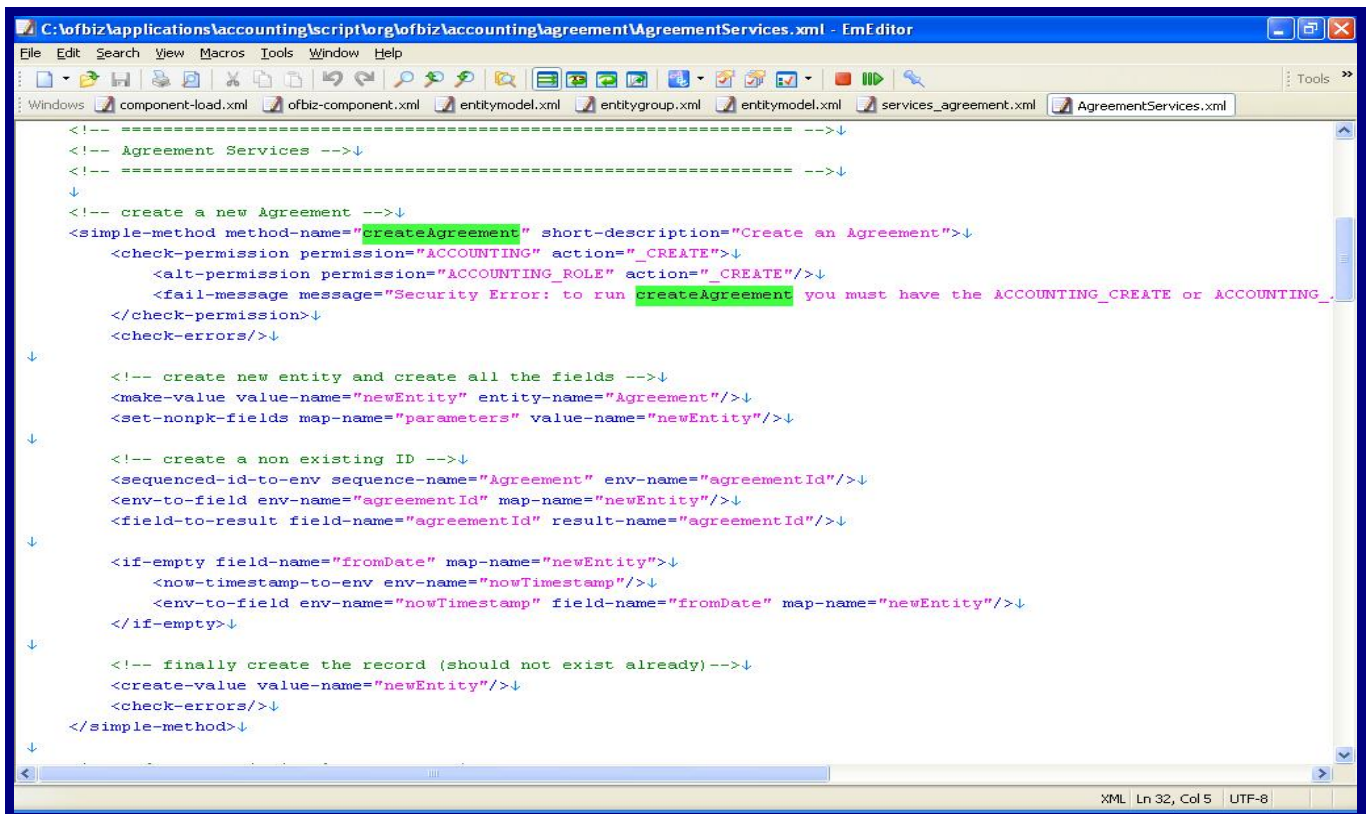 C:\ofbiz\applications\accounting\script\org\ofbiz\accounting\agreement\AgreementServices.xml - EmEditor
File Edit Search View Macros Tools Window Help
Tools »
Windows component-load.xml ofbiz-component.xml entitymodel.xml entitygroup.xml entitymodel.xml services_agreement.xml AgreementServices.xml
<!-- ================================================================ -->↓
<!-- Agreement Services -->↓
<!-- ================================================================ -->↓
↓
<!-- create a new Agreement -->↓
<simple-method method-name="createAgreement" short-description="Create an Agreement">↓
<check-permission permission="ACCOUNTING" action="_CREATE">↓
<alt-permission permission="ACCOUNTING_ROLE" action="_CREATE"/>↓
<fail-message message="Security Error: to run createAgreement you must have the ACCOUNTING_CREATE or ACCOUNTING_
</check-permission>↓
<check-errors/>↓
↓
<!-- create new entity and create all the fields -->↓
<make-value value-name="newEntity" entity-name="Agreement"/>↓
<set-nonpk-fields map-name="parameters" value-name="newEntity"/>↓
↓
<!-- create a non existing ID -->↓
<sequenced-id-to-env sequence-name="Agreement" env-name="agreementId"/>↓
<env-to-field env-name="agreementId" map-name="newEntity"/>↓
<field-to-result field-name="agreementId" result-name="agreementId"/>↓
↓
<if-empty field-name="fromDate" map-name="newEntity">↓
<now-timestamp-to-env env-name="nowTimestamp"/>↓
<env-to-field env-name="nowTimestamp" field-name="fromDate" map-name="newEntity"/>↓
</if-empty>↓
↓
<!-- finally create the record (should not exist already)-->↓
<create-value value-name="newEntity"/>↓
<check-errors/>↓
</simple-method>↓
↓
XML Ln 32, Col 5 UTF-8